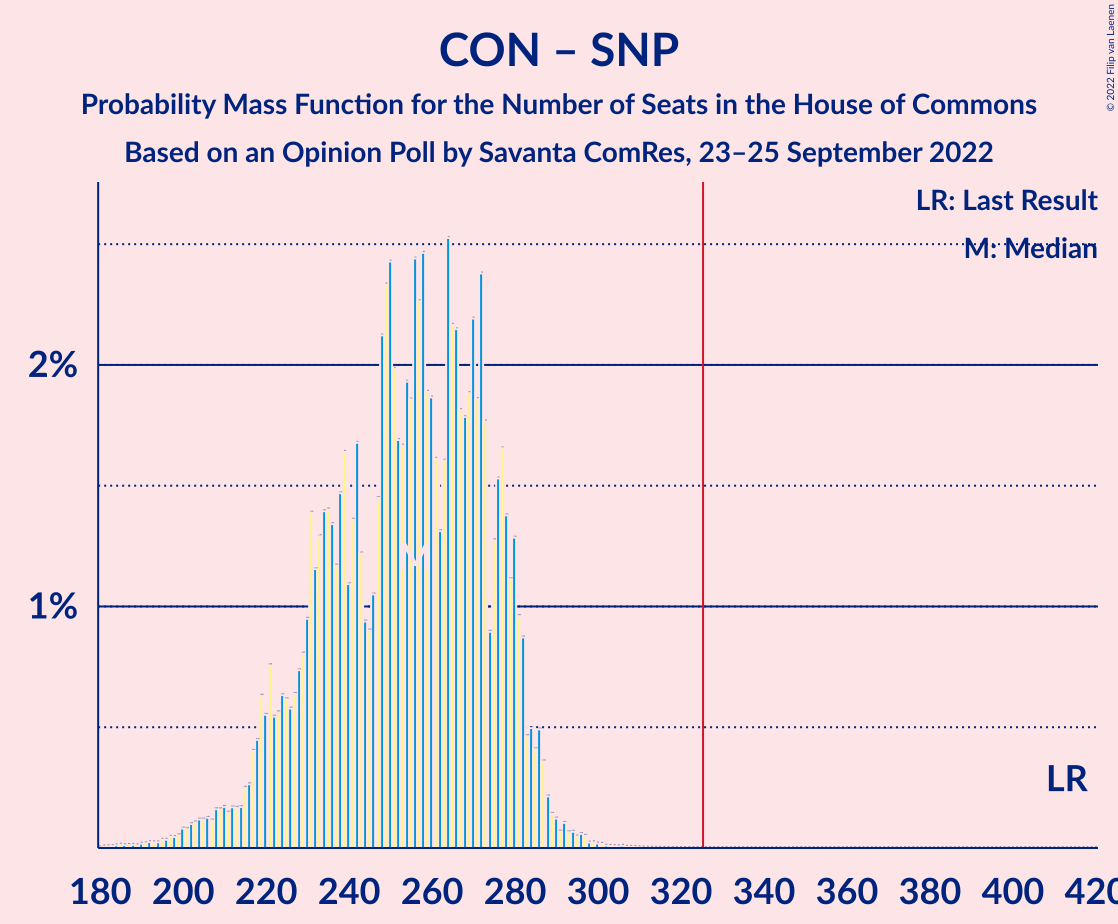 CON – SNP
Probability Mass Function for the Number of Seats in the House of Commons
Based on an Opinion Poll by Savanta ComRes, 23–25 September 2022
© 2022 Filip van Laenen
LR: Last Result
M: Median
2%
1%
M
LR
180 200 220 240 260 280 300 320 340 360 380 400 420